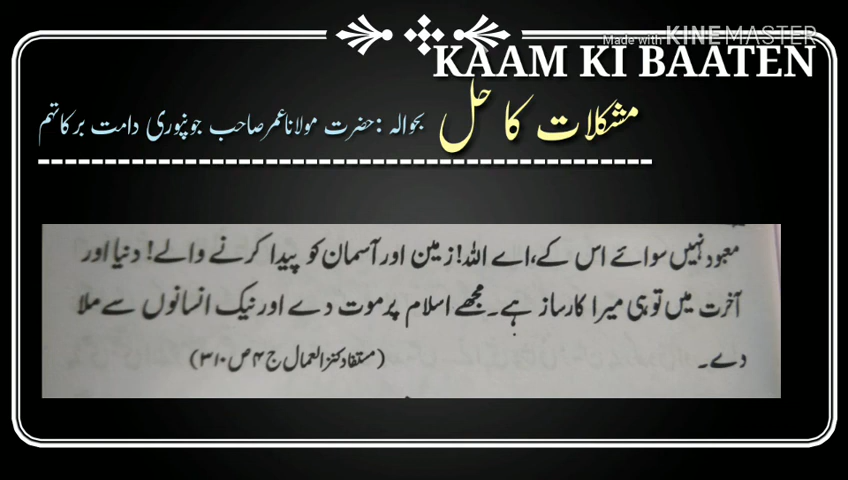 Made with KINEMASTER
KAAM KI BAATEN
مشکلات کا حل بحوالہ :حضرت مولانا عمر صاحب جونپوری دامت برکاتہم
معبود نہیں سوائے اس کے، اے اللہ! زمین اور آسمان کو پیدا کرنے والے! دنیا اور
آخرت میں تو ہی میرا کارساز ہے۔ مجھے اسلام پر موت دے اور نیک انسانوں سے ملا
دے۔ (مستفاد کنز العمال ج ۴ ص ۳۱۰)